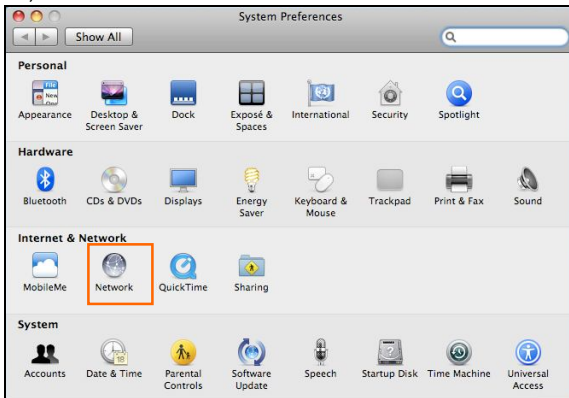 System Preferences
Show All
Personal
Appearance Desktop & Screen Saver Dock Exposé & Spaces International Security Spotlight
Hardware
Bluetooth CDs & DVDs Displays Energy Saver Keyboard & Mouse Trackpad Print & Fax Sound
Internet & Network
MobileMe Network QuickTime Sharing
System
Accounts Date & Time Parental Controls Software Update Speech Startup Disk Time Machine Universal Access